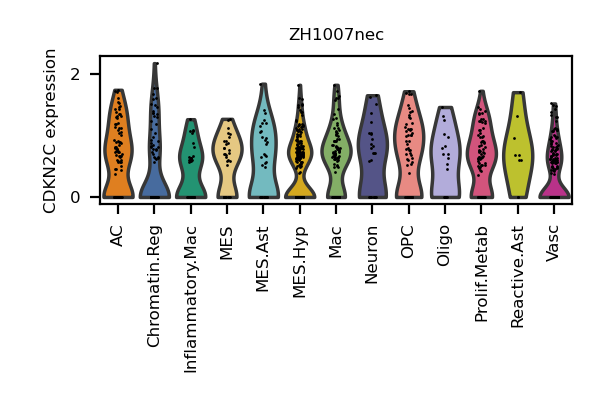 ZH1007nec
CDKN2C expression
2
0
AC
Chromatin.Reg
Inflammatory.Mac
MES
MES.Ast
MES.Hyp
Mac
Neuron
OPC
Oligo
Prolif.Metab
Reactive.Ast
Vasc